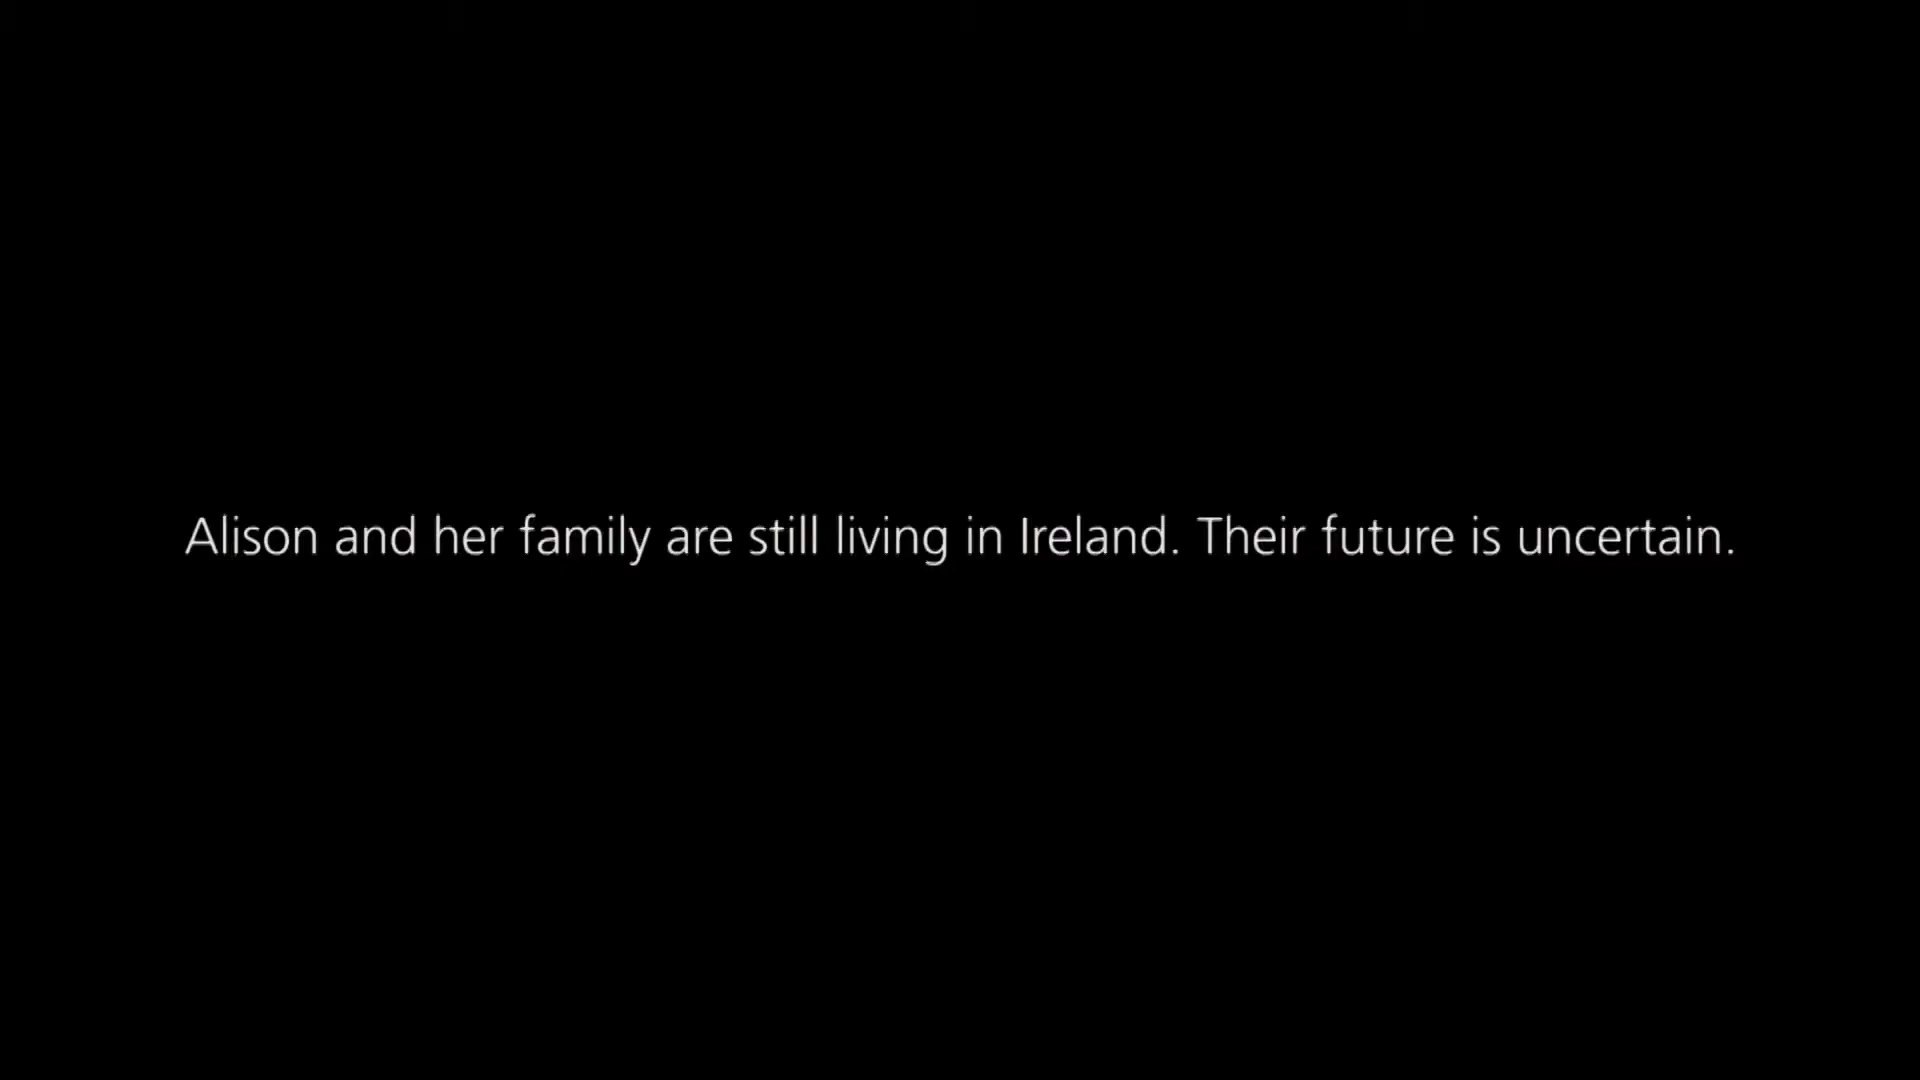 Alison and her family are still living in Ireland. Their future is uncertain.